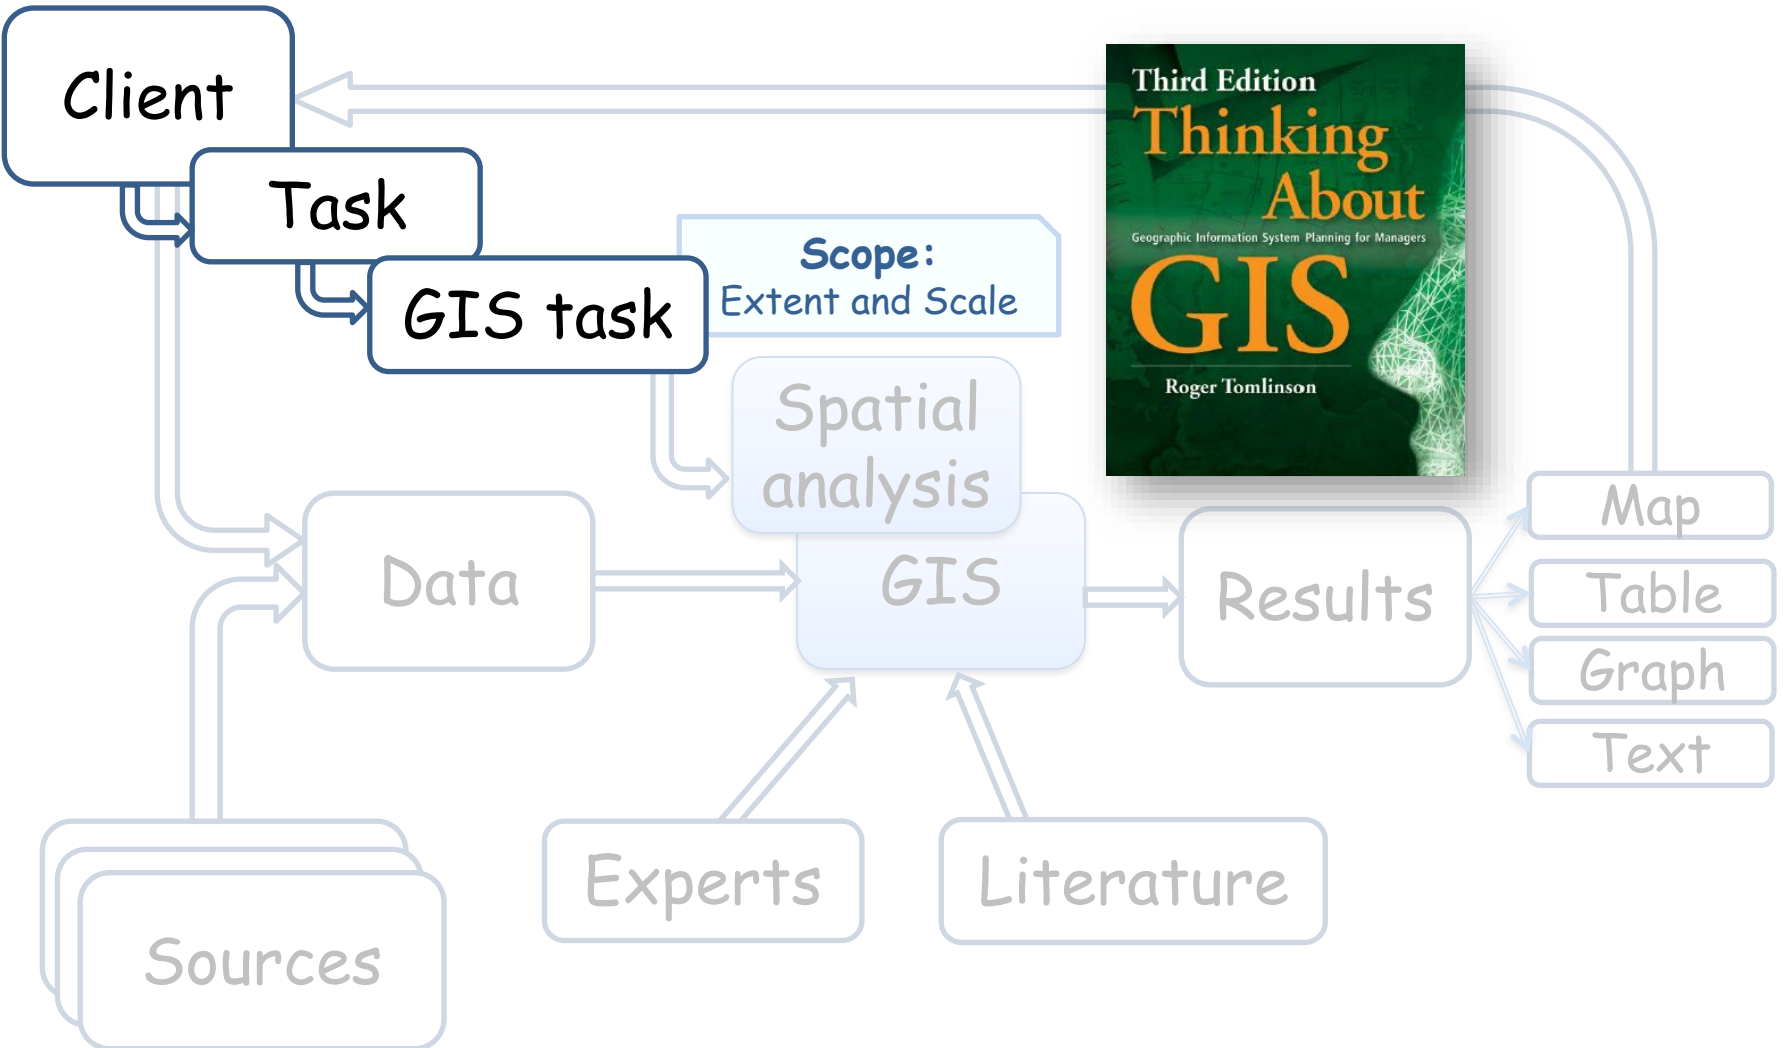 Client
Task
GIS task
Scope:
Extent and Scale
Third Edition
Thinking
About
Geographic Information System Planning for Managers
GIS
Roger Tomlinson
Spatial
analysis
GIS
Data
Results
Map
Table
Graph
Text
Experts
Literature
Sources